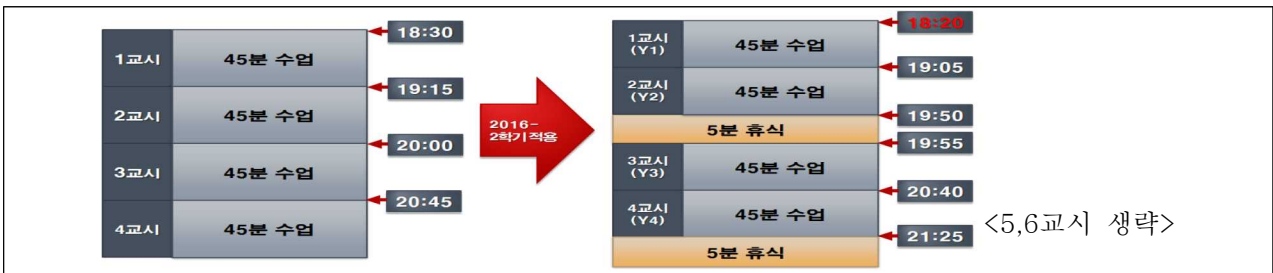 18:30
1교시 45분 수업
19:15
2교시 45분 수업
20:00
3교시 45분 수업
20:45
4교시 45분 수업
2016-
2학기 적용
18:20
1교시
(Y1)
45분 수업
19:05
2교시
(Y2)
45분 수업
19:50
5분 휴식
19:55
3교시
(Y3)
45분 수업
20:40
4교시
(Y4)
45분 수업
21:25
5분 휴식
<5,6교시 생략>